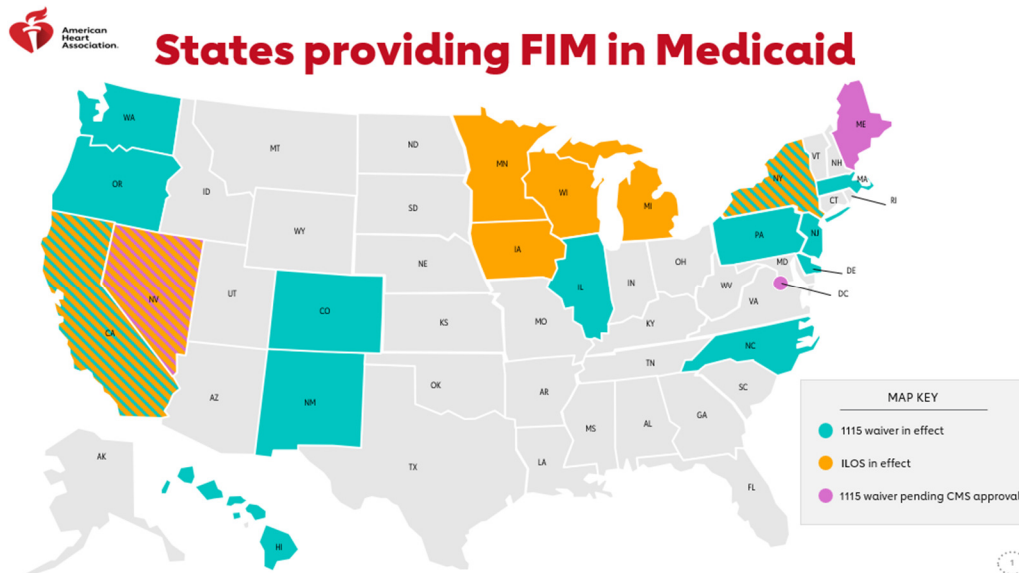 American
Heart
Association.
States providing FIM in Medicaid
WA
MT
ND
MN
ME
VT
NH
OR
ID
SD
WI
MI
NY
MA
CT
RI
WY
IA
PA
NJ
NE
OH
MD
DE
NV
UT
CO
IL
IN
WV
DC
VA
CA
KS
MO
KY
NC
TN
AZ
NM
OK
AR
SC
MS
AL
GA
TX
LA
FL
AK
HI
MAP KEY
1115 waiver in effect
ILOS in effect
1115 waiver pending CMS approval
1